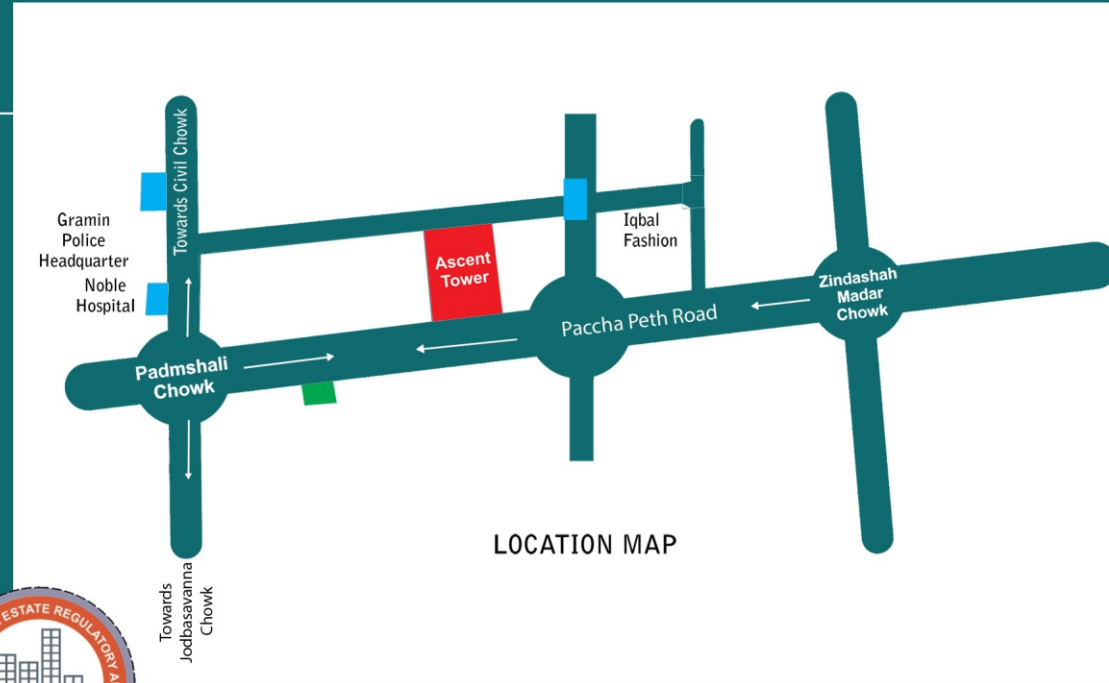 Towards Civil Chowk
Gramin
Police
Headquarter
Noble
Hospital
Ascent
Tower
Iqbal
Fashion
Paccha Peth Road
Zindashah
Madar
Chowk
Padmshali
Chowk
LOCATION MAP
Towards
Jodbasavanna
Chowk
ESTATE REGULATORY